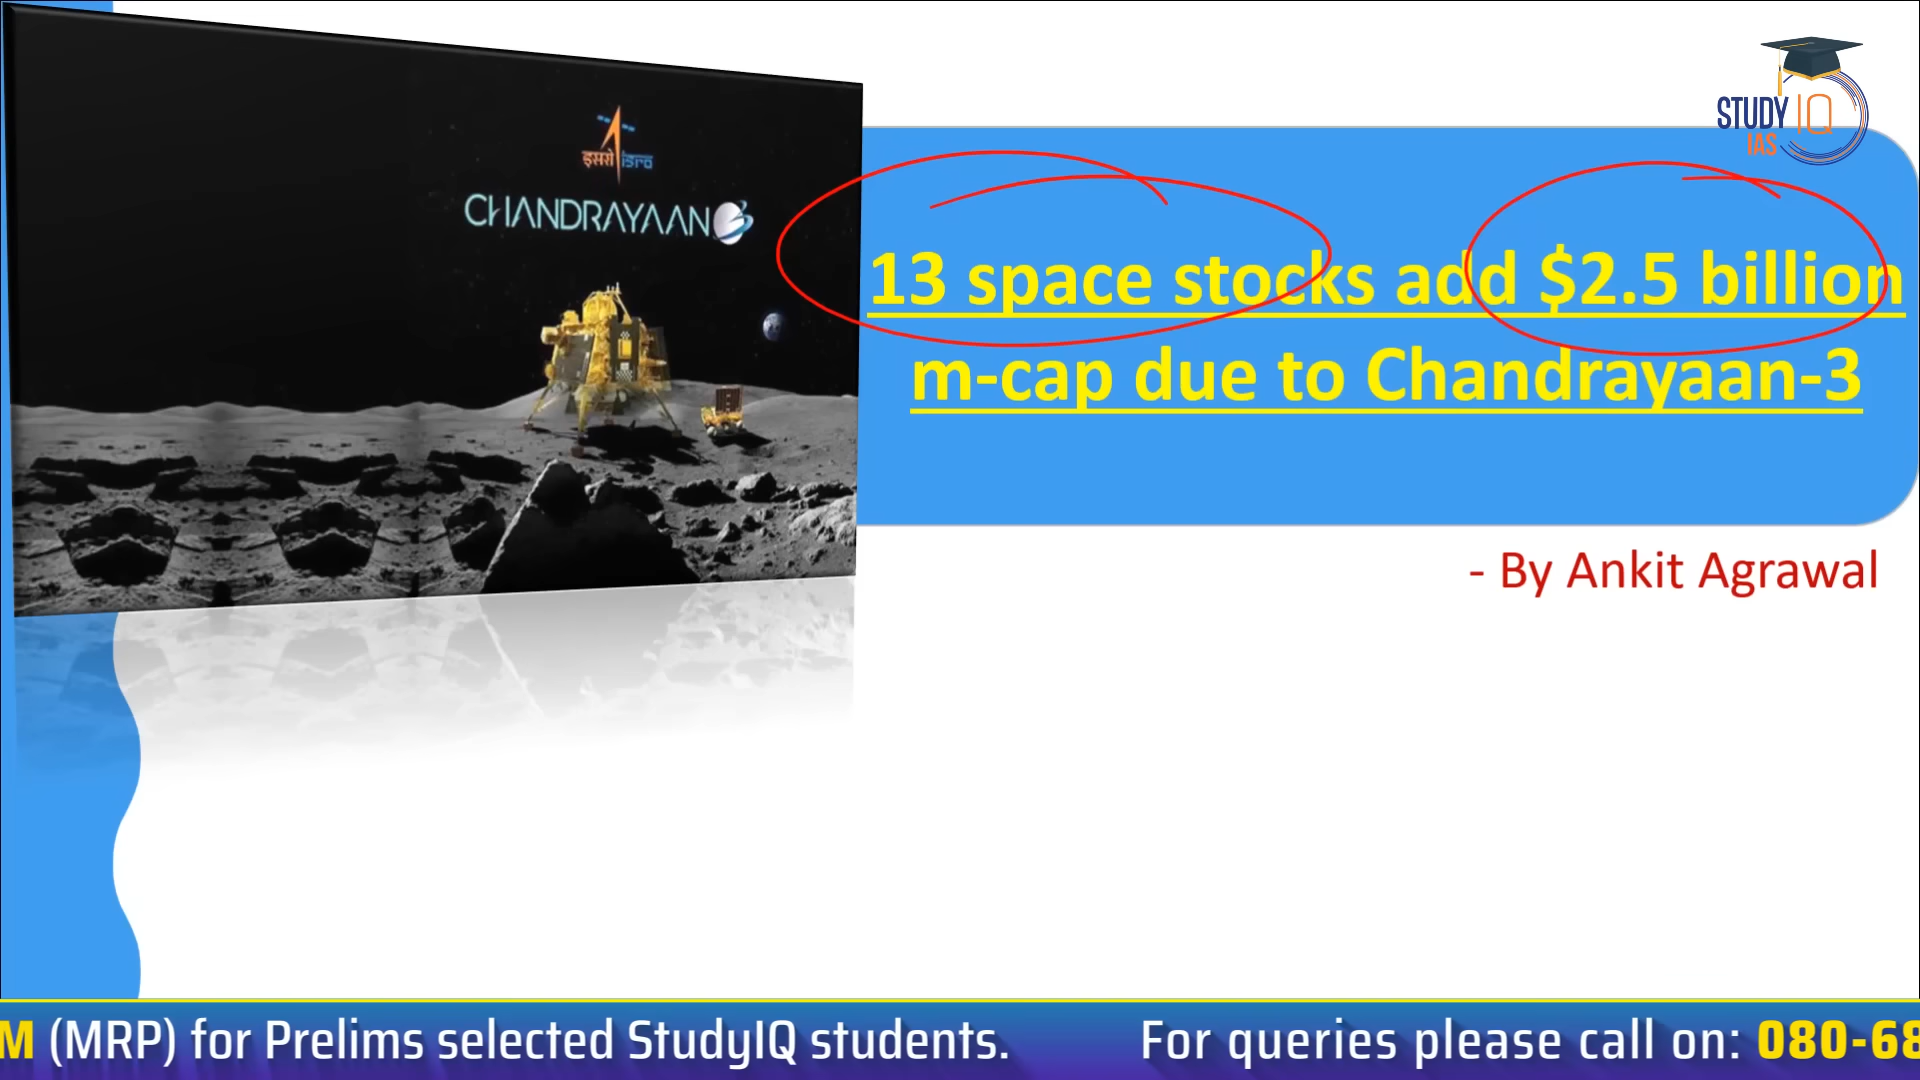 इसरो isro
CHANDRAYAAN 3
STUDY IQ
IAS
13 space stocks add $2.5 billion
m-cap due to Chandrayaan-3
- By Ankit Agrawal
M (MRP) for Prelims selected StudyIQ students. For queries please call on: 080-68